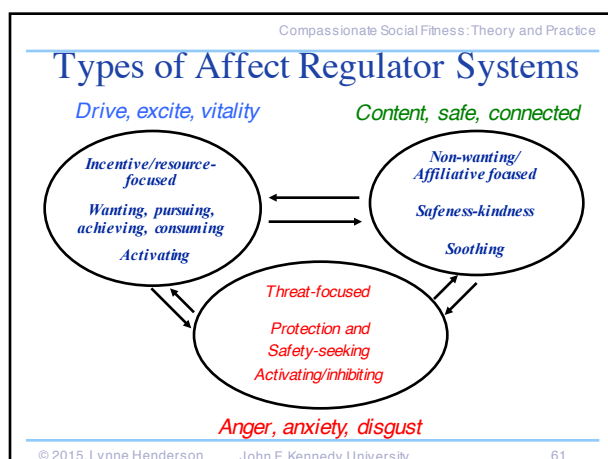 Compassionate Social Fitness: Theory and Practice
Types of Affect Regulator Systems
Drive, excite, vitality
Content, safe, connected
Incentive/resource-
focused
Wanting, pursuing,
achieving, consuming
Activating
Non-wanting/
Affiliative focused
Safeness-kindness
Soothing
Threat-focused
Protection and
Safety-seeking
Activating/inhibiting
Anger, anxiety, disgust
© 2015 Lynne Henderson John F. Kennedy University 61